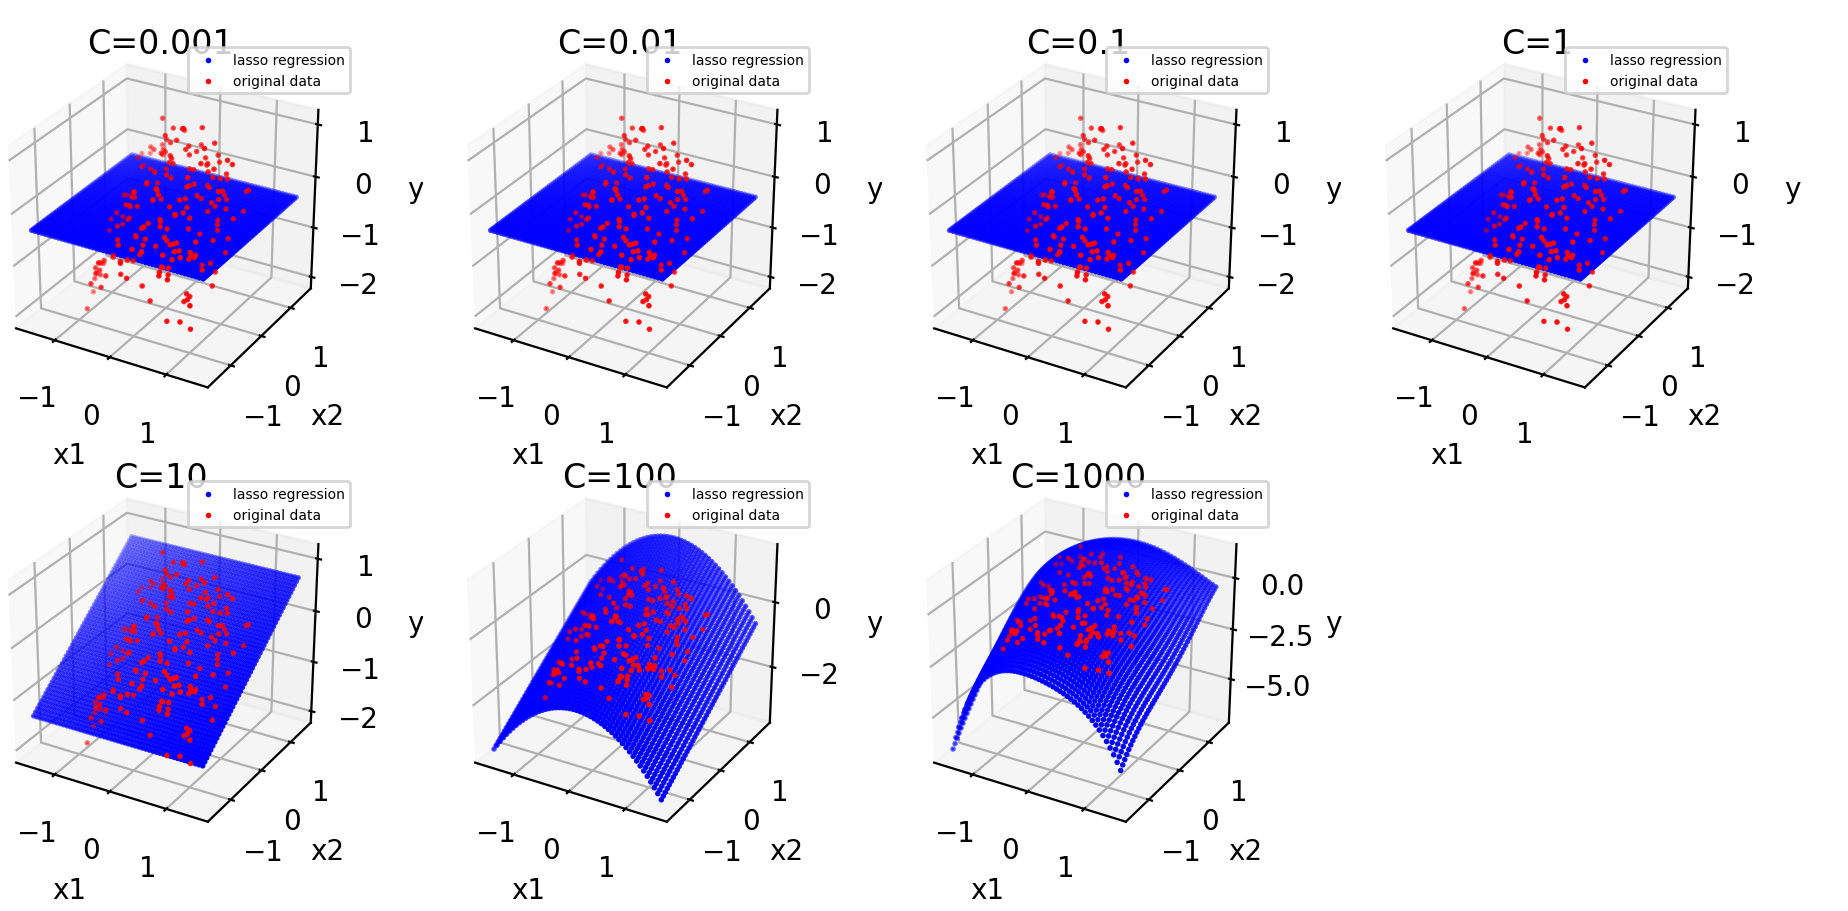 C=0.001
lasso regression
original data
1
0
−1
−2
y
−1
0
1
x1
−1
0
1
x2
C=0.01
lasso regression
original data
1
0
−1
−2
y
−1
0
1
x1
−1
0
1
x2
C=0.1
lasso regression
original data
1
0
−1
−2
y
−1
0
1
x1
−1
0
1
x2
C=1
lasso regression
original data
1
0
−1
−2
y
−1
0
1
x1
−1
0
1
x2
C=10
lasso regression
original data
1
0
−1
−2
y
−1
0
1
x1
−1
0
1
x2
C=100
lasso regression
original data
0
−2
y
−1
0
1
x1
−1
0
1
x2
C=1000
lasso regression
original data
0.0
−2.5
−5.0
y
−1
0
1
x1
−1
0
1
x2